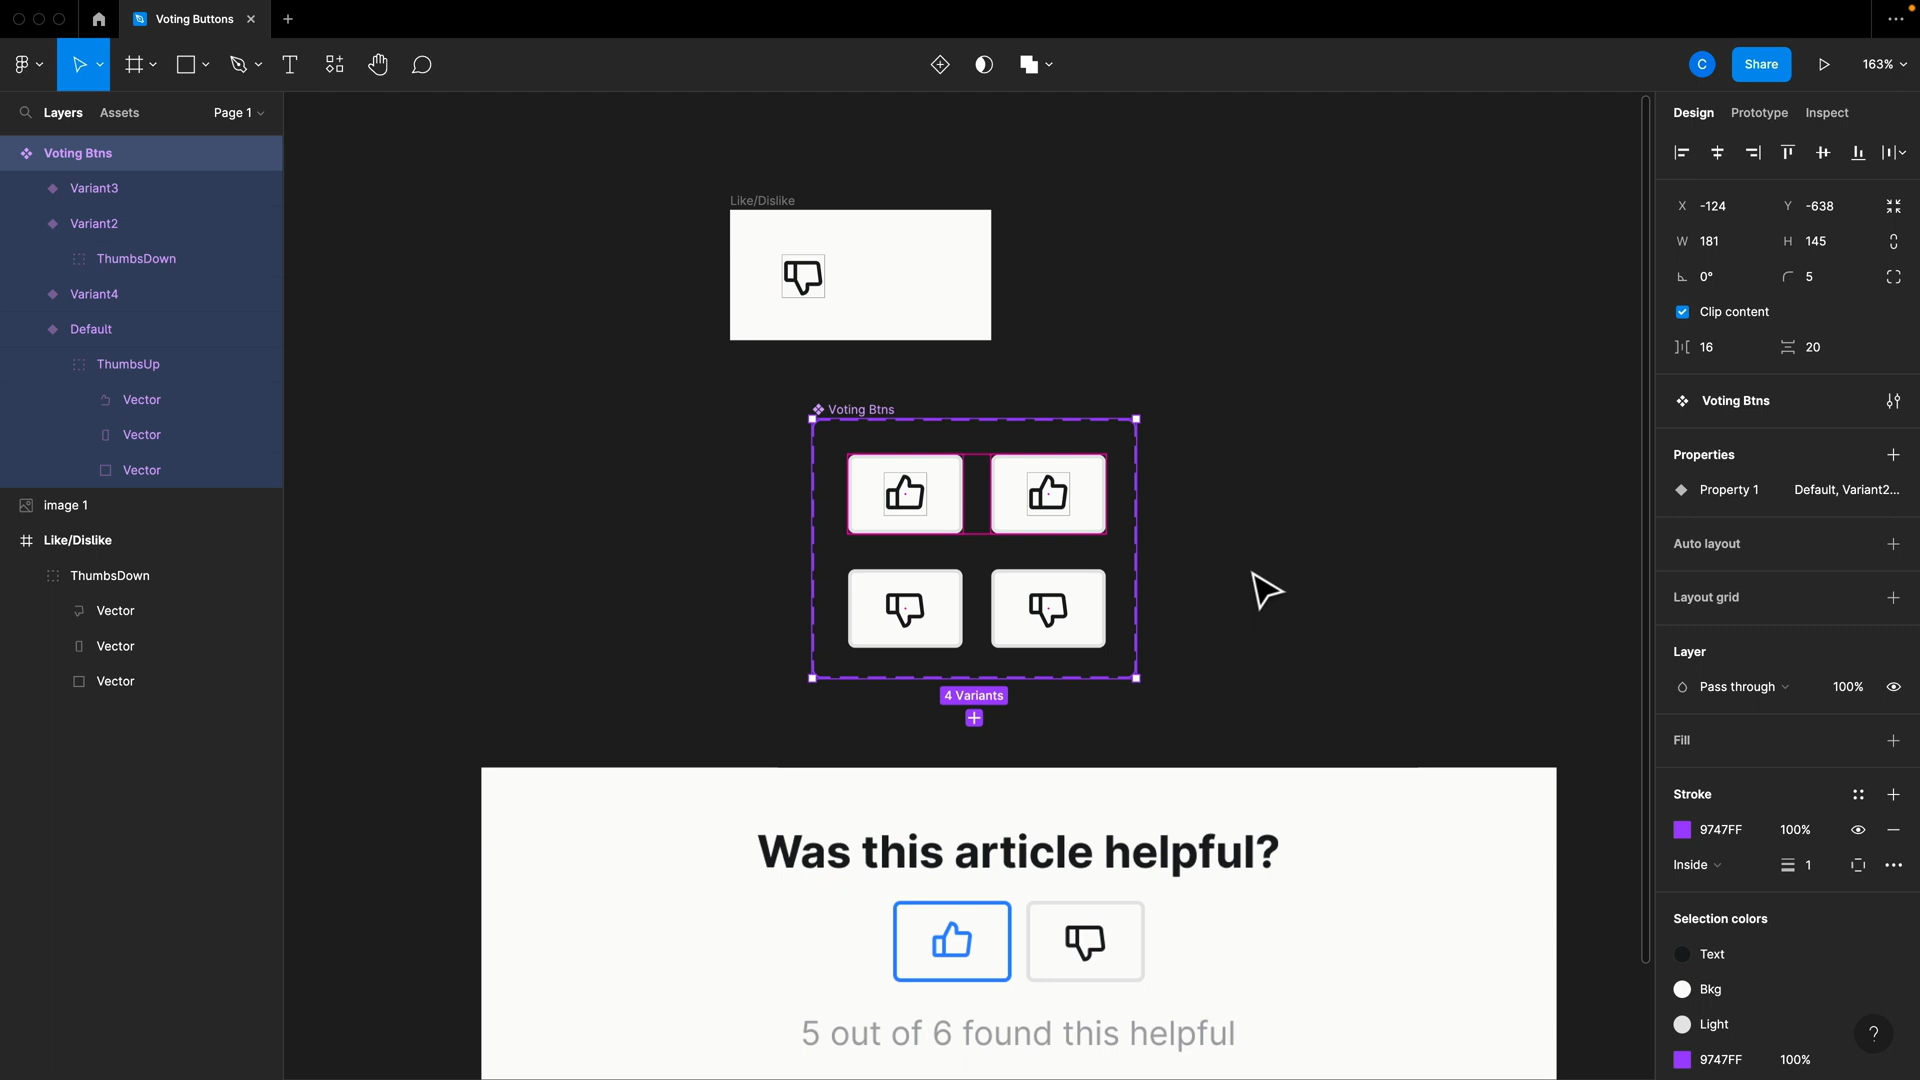 Voting Buttons
C
Share
163%
Layers
Assets
Page 1
Voting Btns
Variant3
Variant2
ThumbsDown
Variant4
Default
ThumbsUp
Vector
Vector
Vector
image 1
Like/Dislike
ThumbsDown
Vector
Vector
Vector
Like/Dislike
Voting Btns
4 Variants
Was this article helpful?
5 out of 6 found this helpful
Design
Prototype
Inspect
X -124
Y -638
W 181
H 145
0°
5
Clip content
16
20
Voting Btns
Properties
Property 1
Default, Variant2...
Auto layout
Layout grid
Layer
Pass through
100%
Fill
Stroke
9747FF
100%
Inside
1
Selection colors
Text
Bkg
Light
9747FF
100%
?